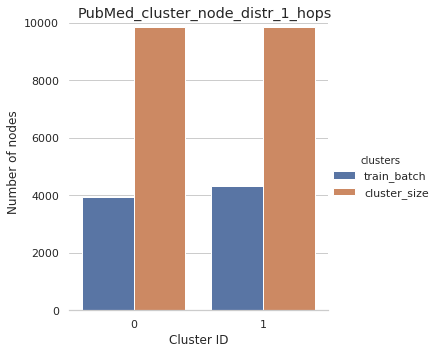 PubMed_cluster_node_distr_1_hops
10000
8000
6000
4000
2000
0
Number of nodes
0 1
Cluster ID
clusters
train_batch
cluster_size